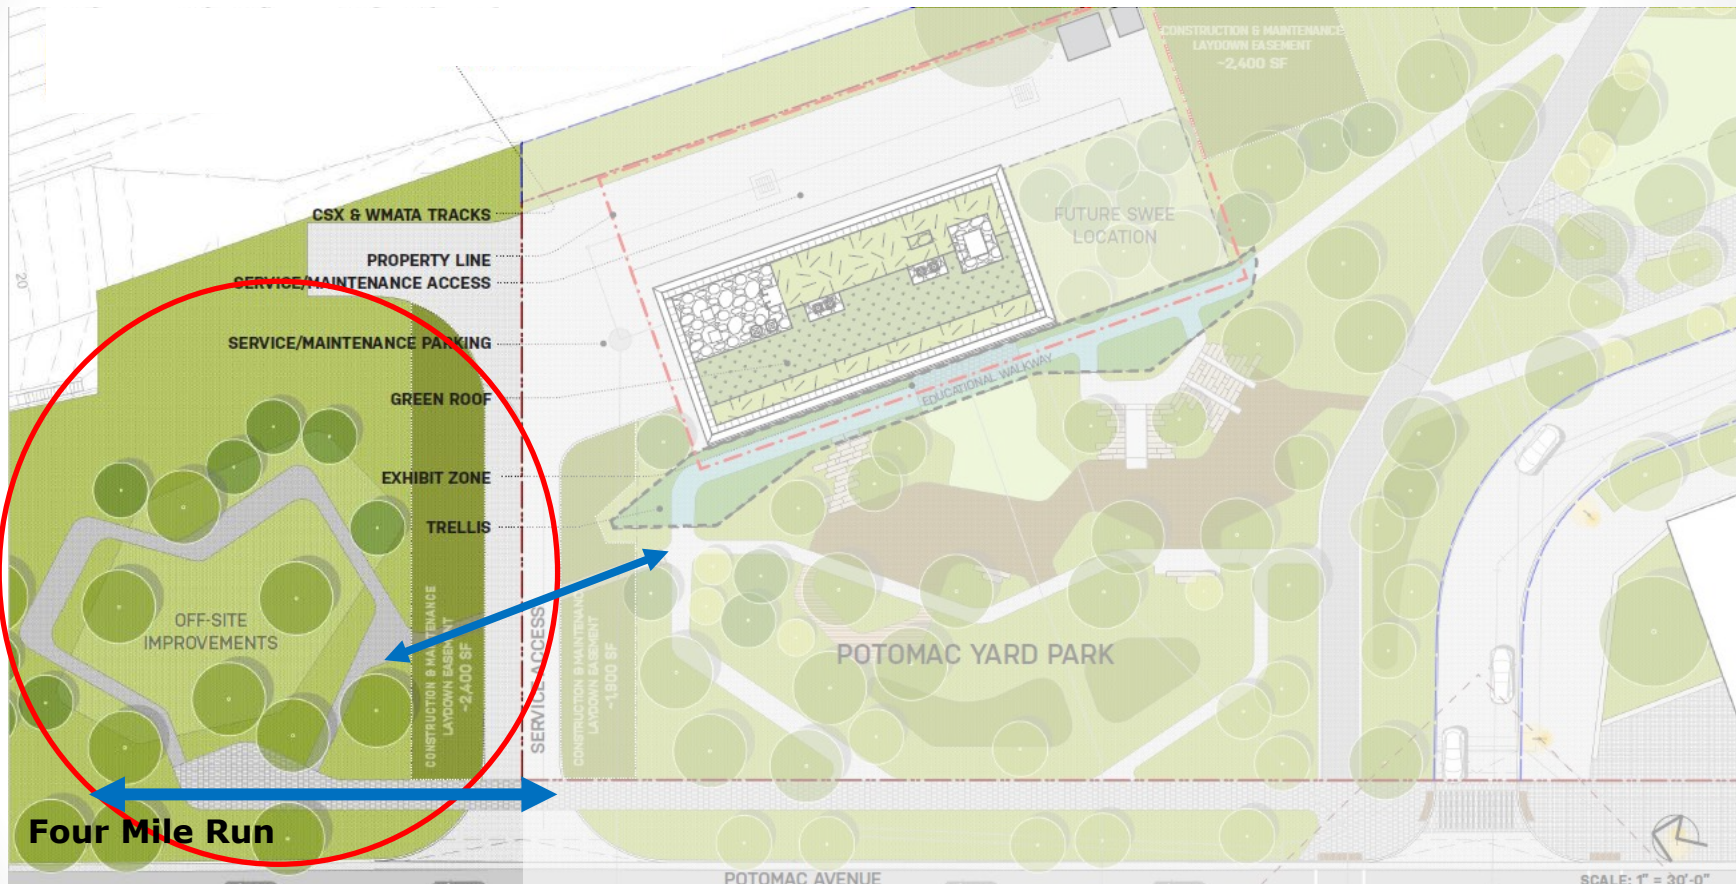 CONSTRUCTION & MAINTENANCE
LAYDOWN EASEMENT
~2,400 SF
CSX & WMATA TRACKS
PROPERTY LINE
SERVICE/MAINTENANCE ACCESS
SERVICE/MAINTENANCE PARKING
GREEN ROOF
EXHIBIT ZONE
TRELLIS
20
FUTURE SWEE
LOCATION
EDUCATIONAL WALKWAY
OFF-SITE
IMPROVEMENTS
CONSTRUCTION & MAINTENANCE
LAYDOWN EASEMENT
~2,400 SF
SERVICE ACCESS
CONSTRUCTION & MAINTENANCE
LAYDOWN EASEMENT
~1,900 SF
POTOMAC YARD PARK
Four Mile Run
POTOMAC AVENUE
SCALE: 1" = 30'-0"